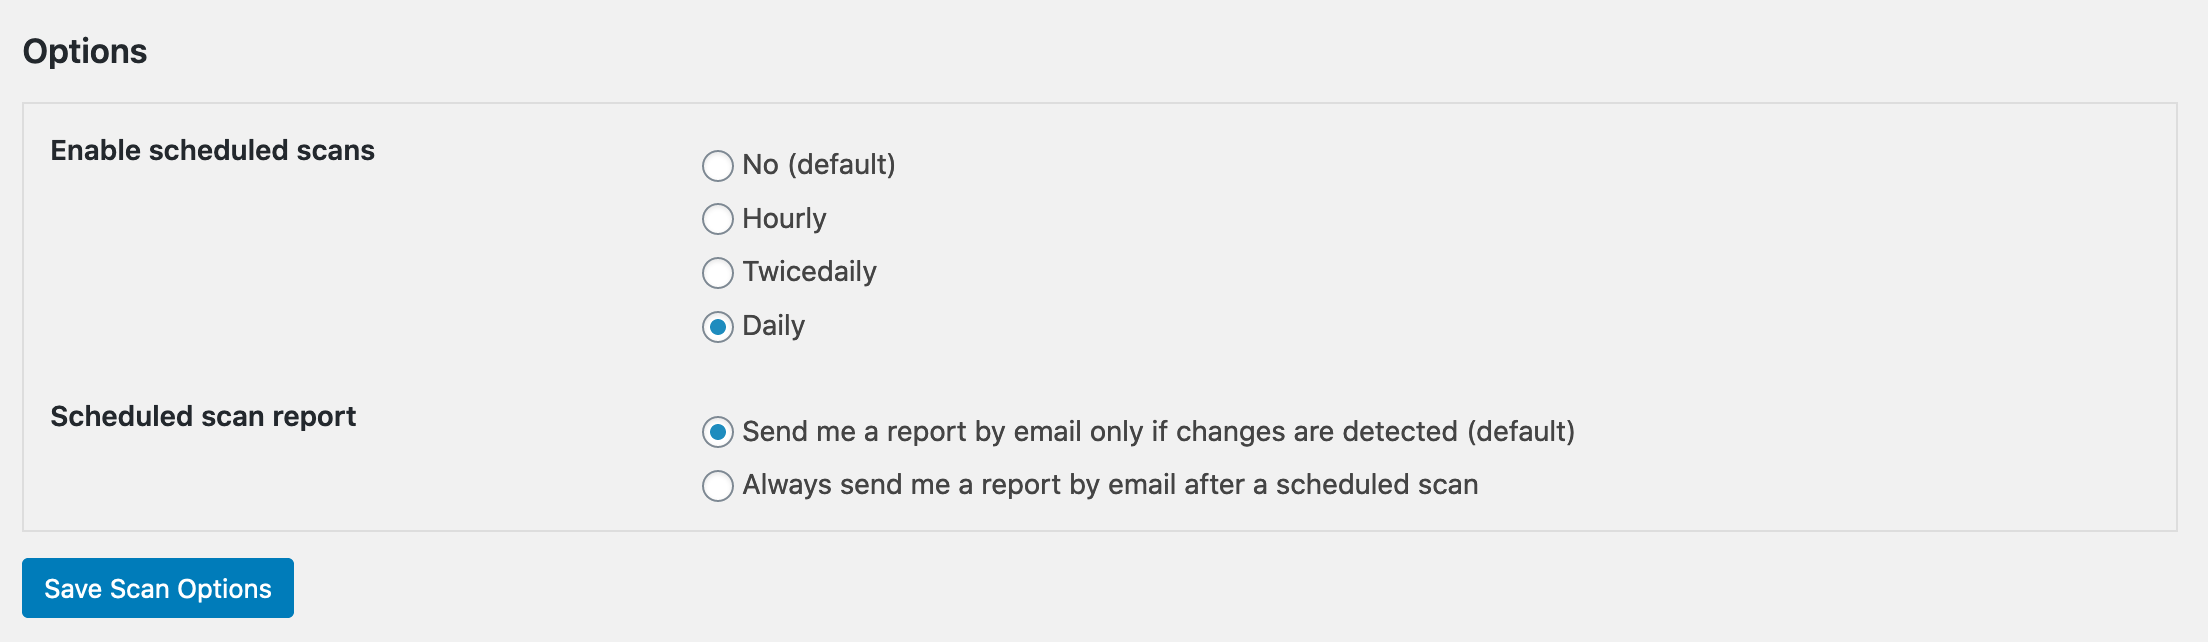 Options
Enable scheduled scans
No (default)
Hourly
Twicedaily
Daily
Scheduled scan report
Send me a report by email only if changes are detected (default)
Always send me a report by email after a scheduled scan
Save Scan Options